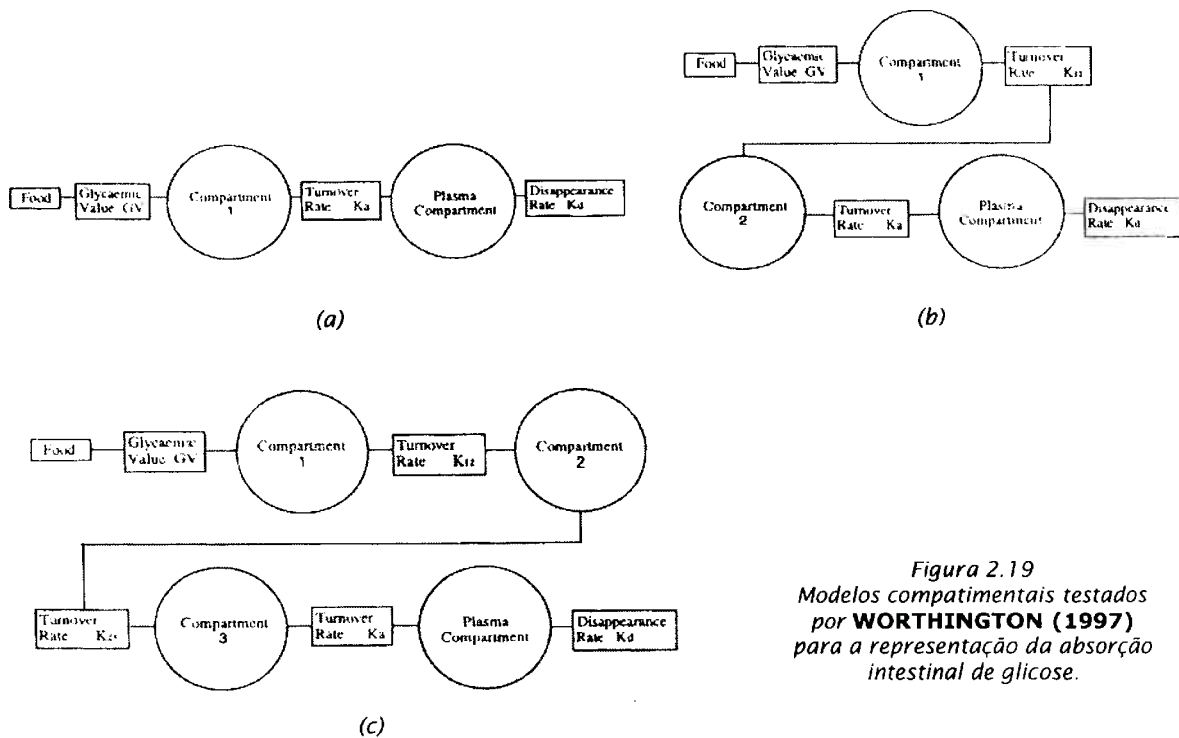 Food
Glycaemic
Value GV
Compartment
1
Turnover
Rate Ka
Plasma
Compartment
Disappearance
Rate Kd
(a)
Food
Glycaemic
Value GV
Compartment
1
Turnover
Rate K12
Compartment
2
Turnover
Rate Ka
Plasma
Compartment
Disappearance
Rate Kd
(b)
Food
Glycaemic
Value GV
Compartment
1
Turnover
Rate K12
Compartment
2
Turnover
Rate
Compartment
3
Turnover
Rate Ka
Plasma
Compartment
Disappearance
Rate Kd
(c)
Figura 2.19
Modelos compatimentais testados
por WORTHINGTON (1997)
para a representação da absorção
intestinal de glicose.